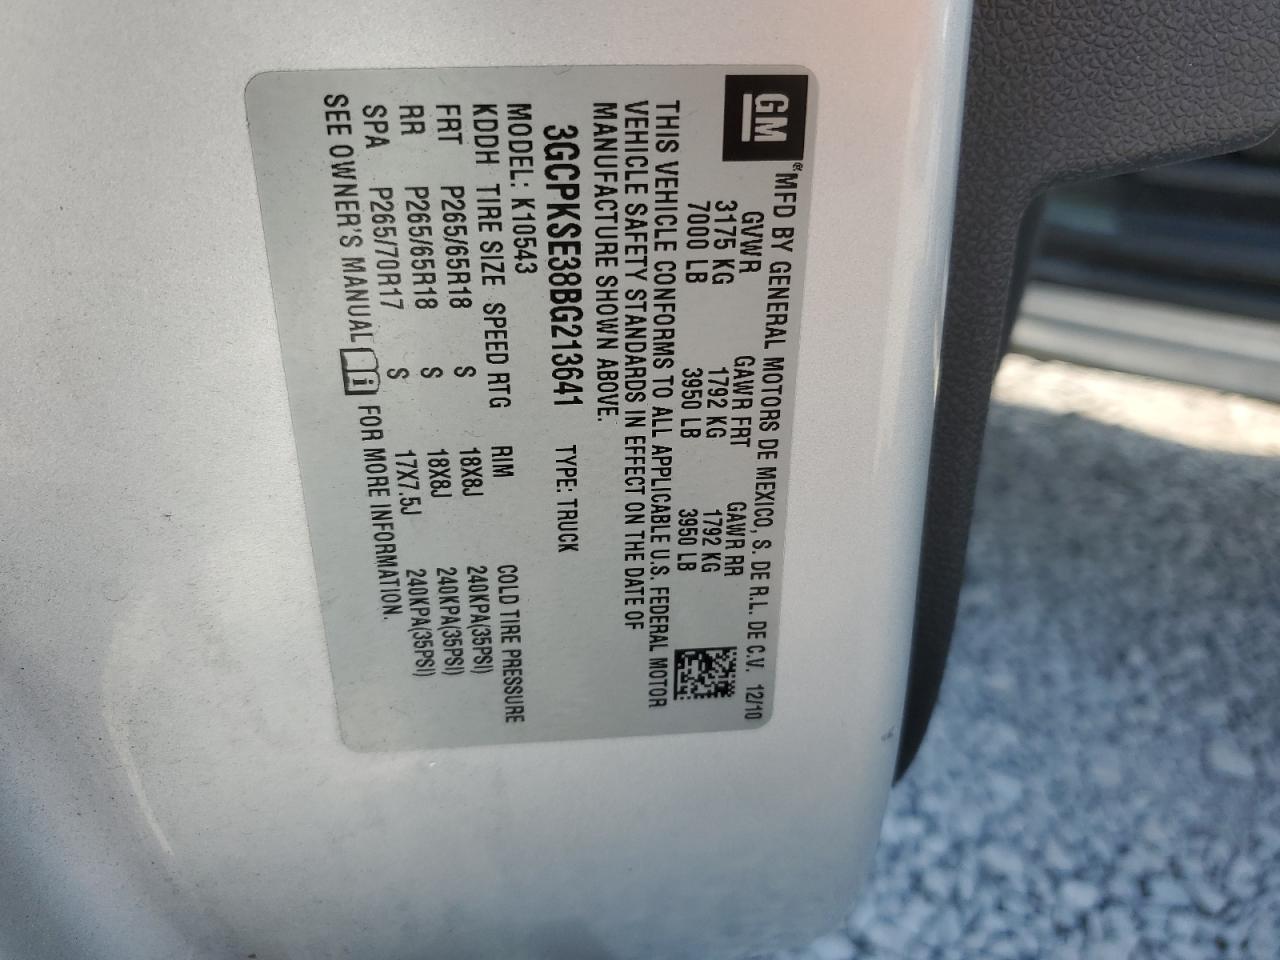 GM
®MFD BY GENERAL MOTORS DE MEXICO, S. DE R.L. DE C.V. 12/10
GVWR GAWR FRT GAWR RR
3175 KG 1792 KG 1792 KG
7000 LB 3950 LB 3950 LB
THIS VEHICLE CONFORMS TO ALL APPLICABLE U.S. FEDERAL MOTOR
VEHICLE SAFETY STANDARDS IN EFFECT ON THE DATE OF
MANUFACTURE SHOWN ABOVE.
3GCPKSE38BG213641 TYPE: TRUCK
MODEL: K10543
KDDH TIRE SIZE SPEED RTG RIM COLD TIRE PRESSURE
FRT P265/65R18 S 18X8J 240KPA(35PSI)
RR P265/65R18 S 18X8J 240KPA(35PSI)
SPA P265/70R17 S 17X7.5J 240KPA(35PSI)
SEE OWNER'S MANUAL i FOR MORE INFORMATION.